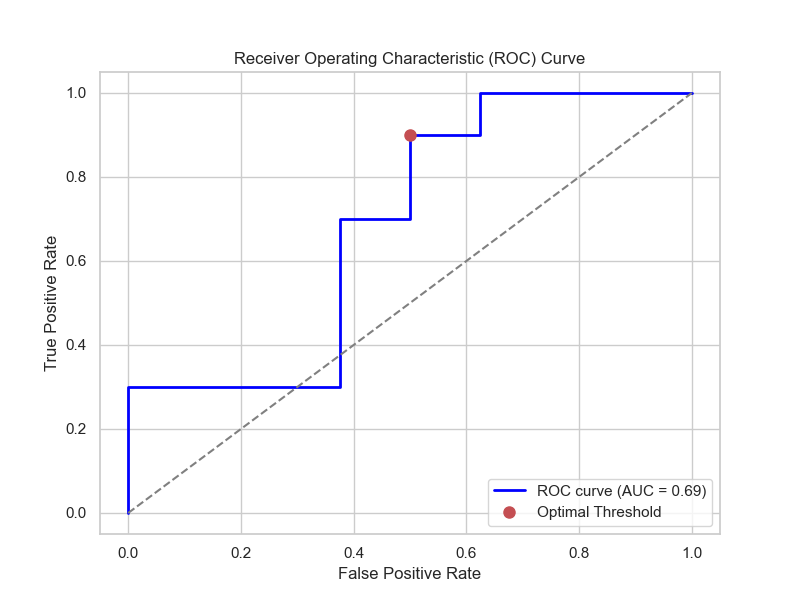 Receiver Operating Characteristic (ROC) Curve
True Positive Rate
1.0
0.8
0.6
0.4
0.2
0.0
0.0 0.2 0.4 0.6 0.8 1.0
False Positive Rate
ROC curve (AUC = 0.69)
Optimal Threshold